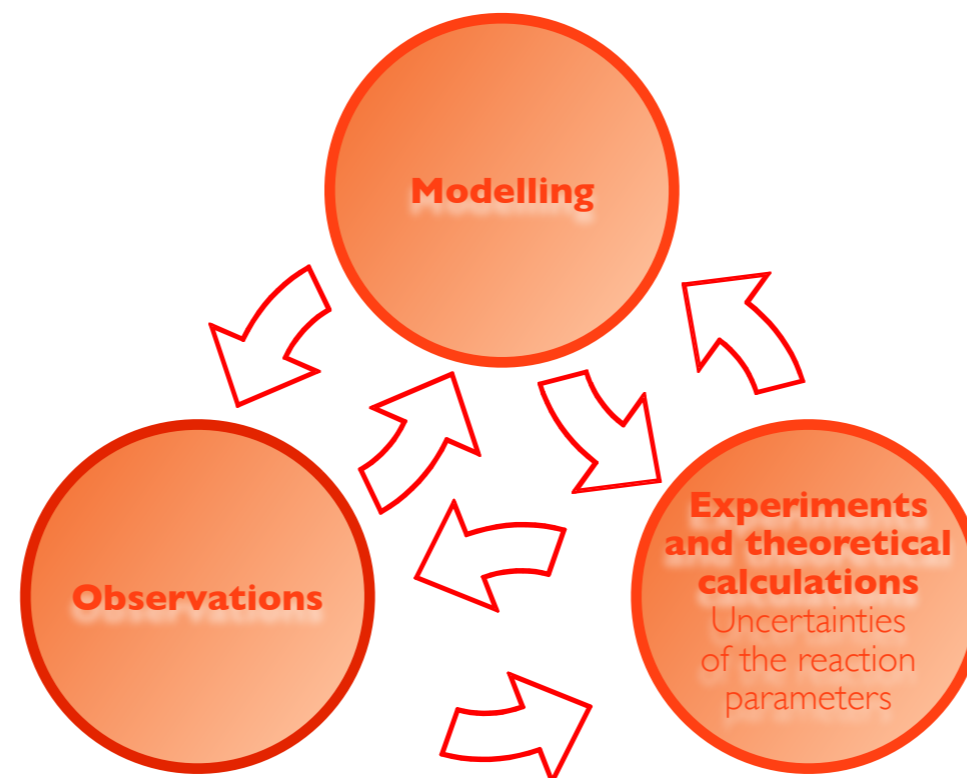 Modelling
Observations
Experiments
and theoretical
calculations
Uncertainties
of the reaction
parameters